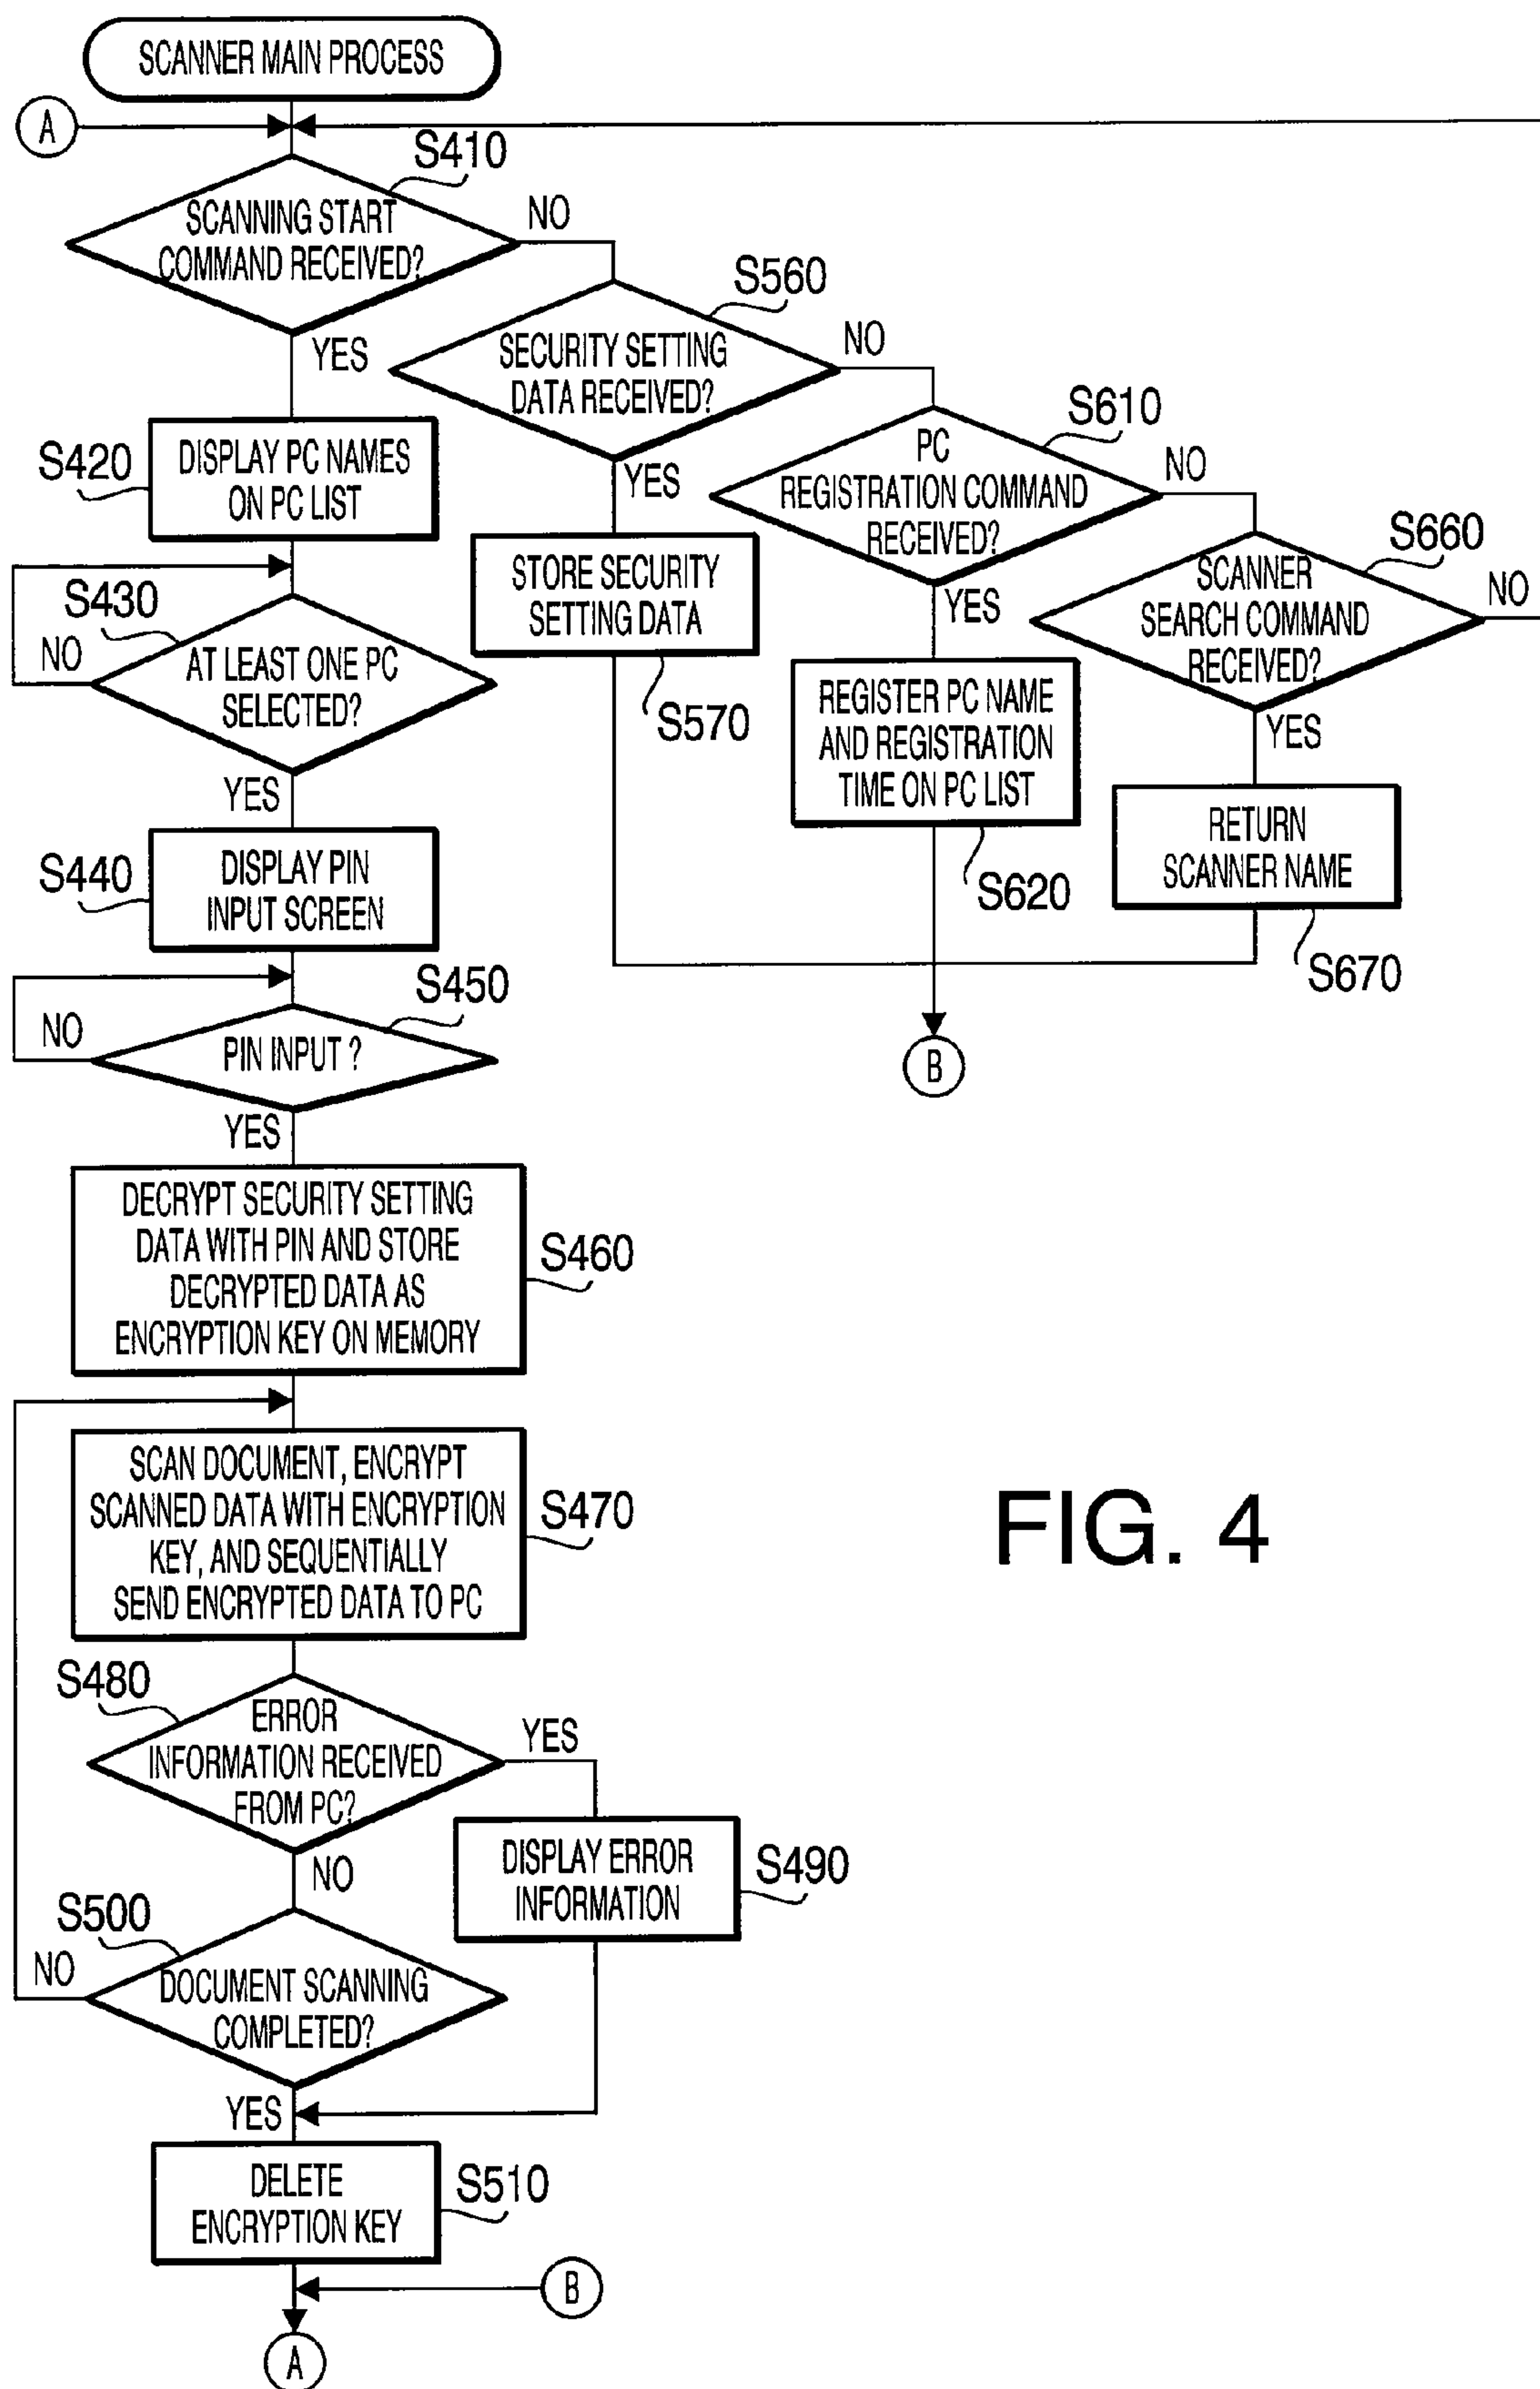 SCANNER MAIN PROCESS
A
S410
SCANNING START
COMMAND RECEIVED?
NO
YES
S560
SECURITY SETTING
DATA RECEIVED?
NO
YES
S610
PC
REGISTRATION COMMAND
RECEIVED?
NO
YES
S660
SCANNER
SEARCH COMMAND
RECEIVED?
NO
YES
S420
DISPLAY PC NAMES
ON PC LIST
STORE SECURITY
SETTING DATA
S570
REGISTER PC NAME
AND REGISTRATION
TIME ON PC LIST
S620
RETURN
SCANNER NAME
S670
B
S430
NO
AT LEAST ONE PC
SELECTED?
YES
S440
DISPLAY PIN
INPUT SCREEN
S450
NO
PIN INPUT ?
YES
DECRYPT SECURITY SETTING
DATA WITH PIN AND STORE
DECRYPTED DATA AS
ENCRYPTION KEY ON MEMORY
S460
SCAN DOCUMENT, ENCRYPT
SCANNED DATA WITH ENCRYPTION
KEY, AND SEQUENTIALLY
SEND ENCRYPTED DATA TO PC
S470
FIG. 4
S480
ERROR
INFORMATION RECEIVED
FROM PC?
YES
NO
DISPLAY ERROR
INFORMATION
S490
S500
NO
DOCUMENT SCANNING
COMPLETED?
YES
DELETE
ENCRYPTION KEY
S510
B
A